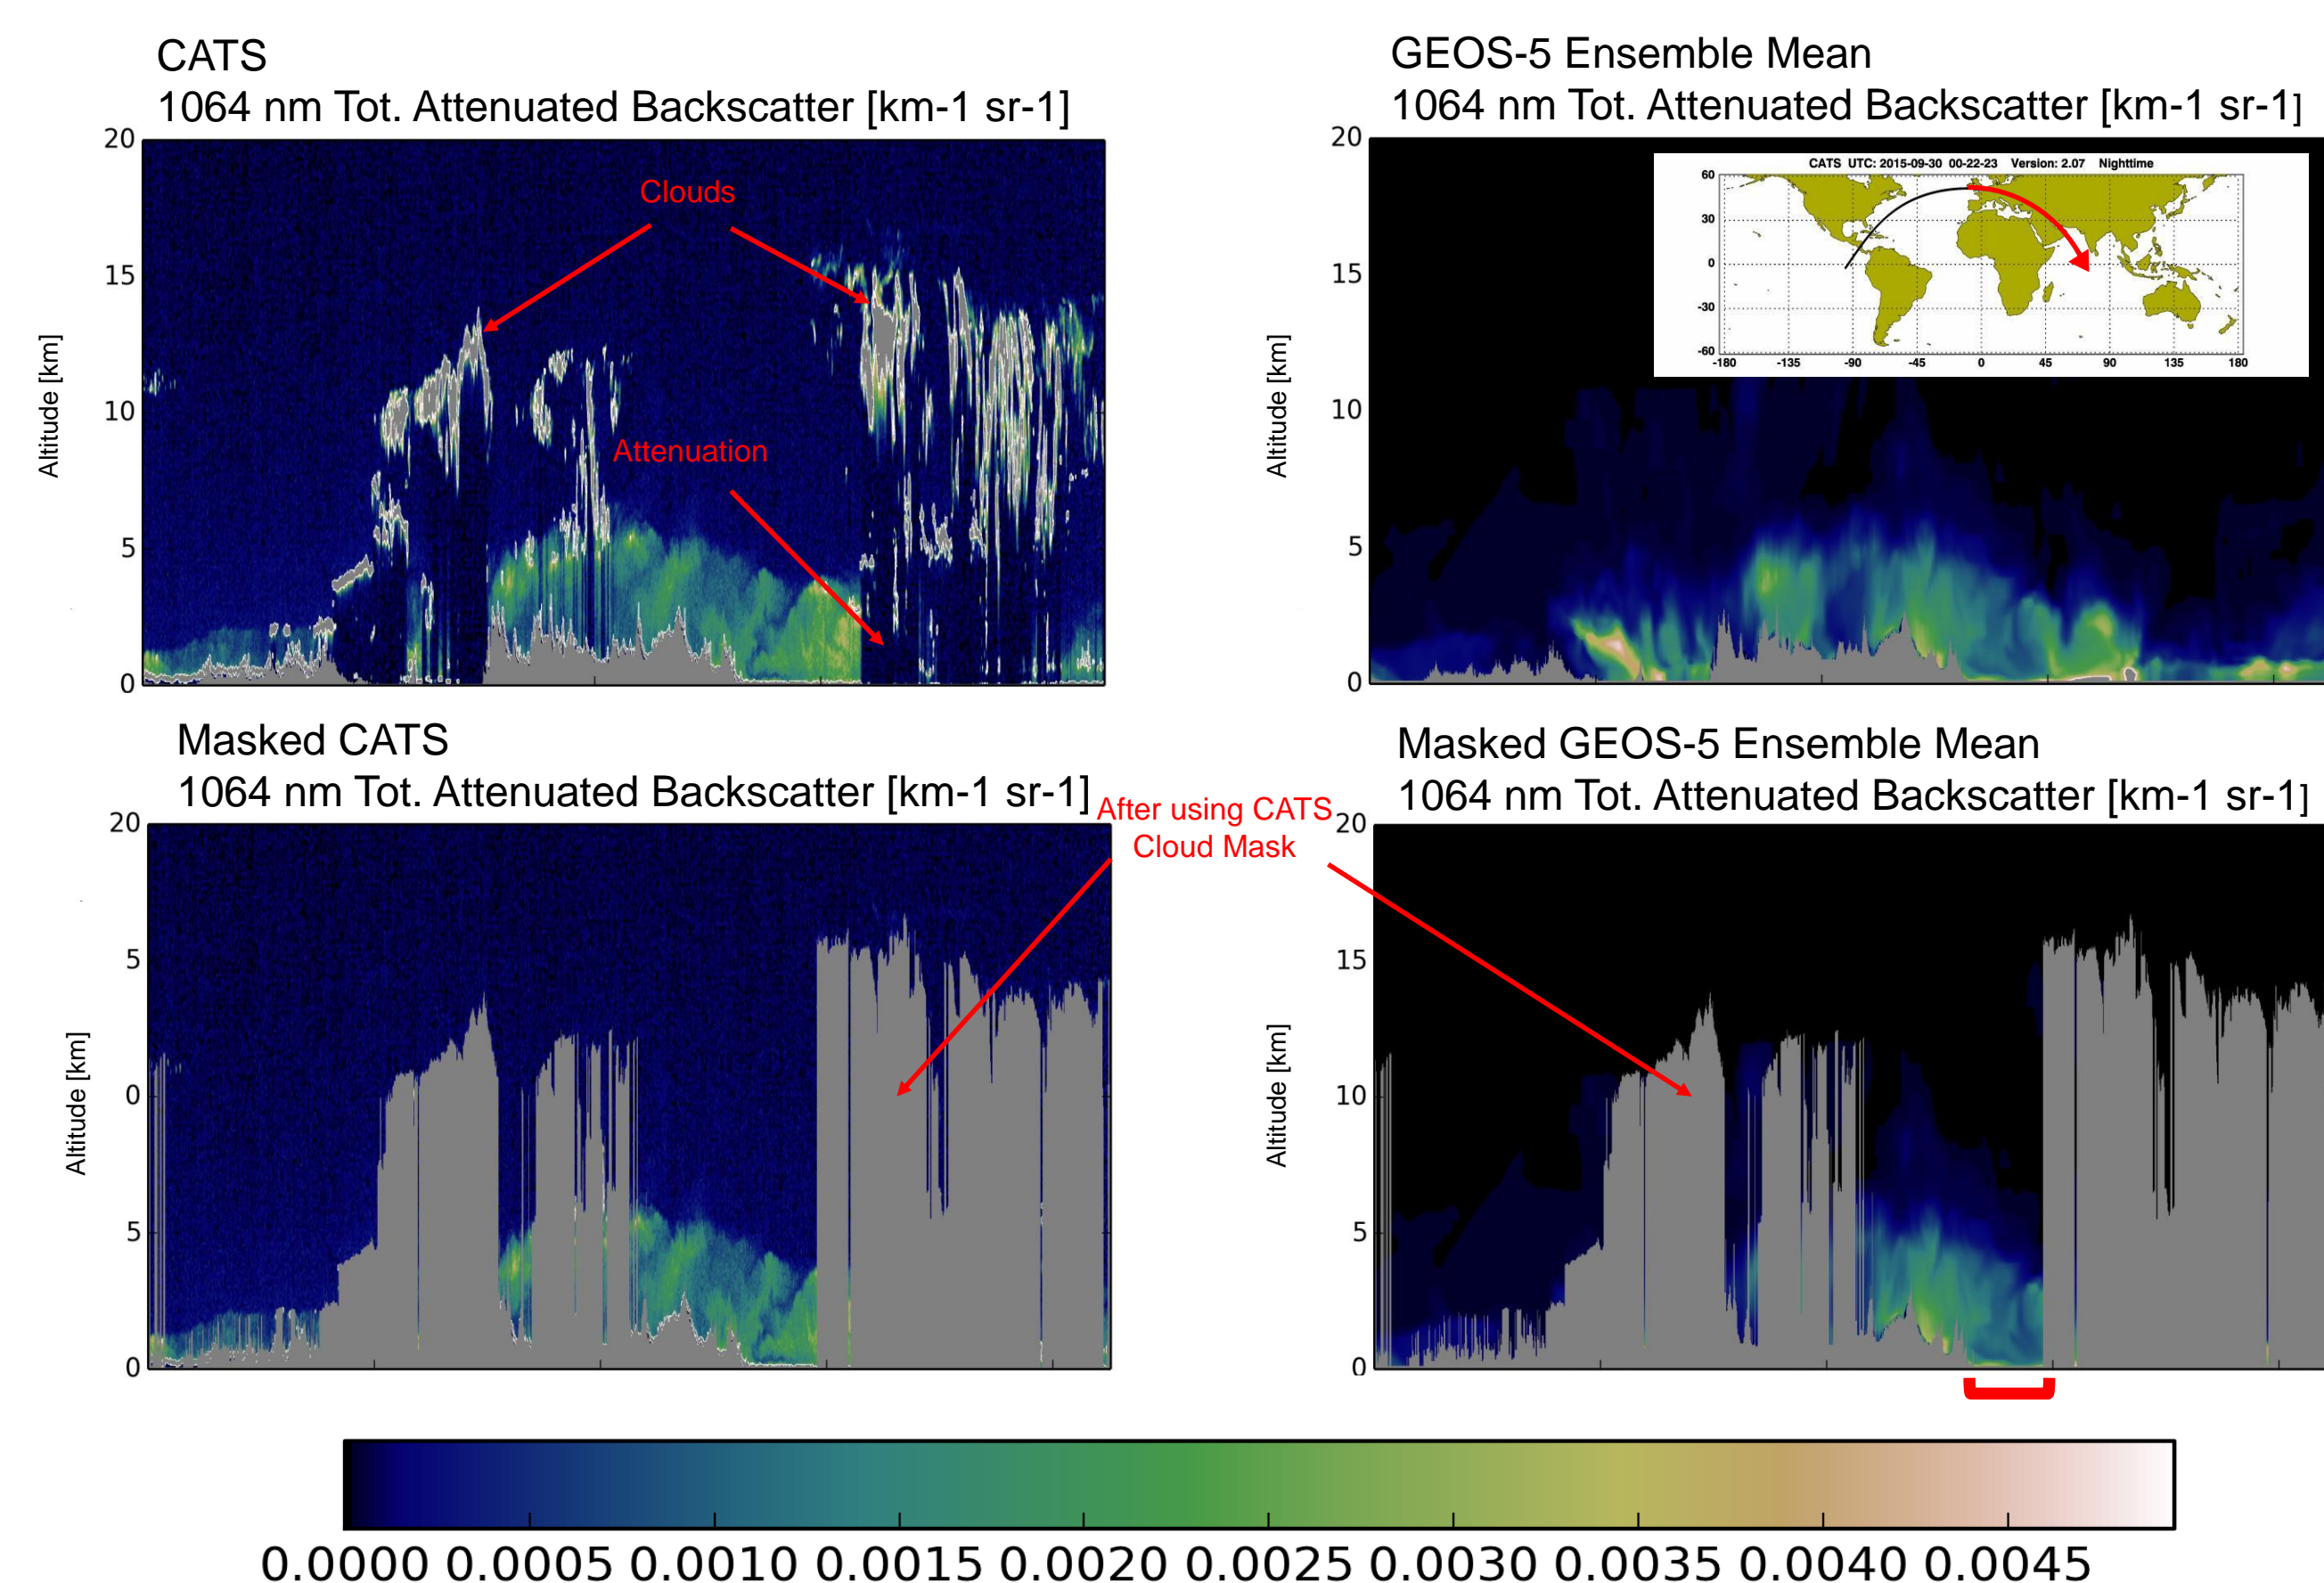 CATS
1064 nm Tot. Attenuated Backscatter [km-1 sr-1]
20
15
10
5
0
Altitude [km]
Clouds
Attenuation
GEOS-5 Ensemble Mean
1064 nm Tot. Attenuated Backscatter [km-1 sr-1]
20
15
10
5
0
Altitude [km]
CATS UTC: 2015-09-30 00-22-23 Version: 2.07 Nighttime
60
30
0
-30
-60
-180 -135 -90 -45 0 45 90 135 180
Masked CATS
1064 nm Tot. Attenuated Backscatter [km-1 sr-1]
20
5
0
5
0
Altitude [km]
After using CATS
Cloud Mask
Masked GEOS-5 Ensemble Mean
1064 nm Tot. Attenuated Backscatter [km-1 sr-1]
20
15
10
5
0
Altitude [km]
0.0000 0.0005 0.0010 0.0015 0.0020 0.0025 0.0030 0.0035 0.0040 0.0045